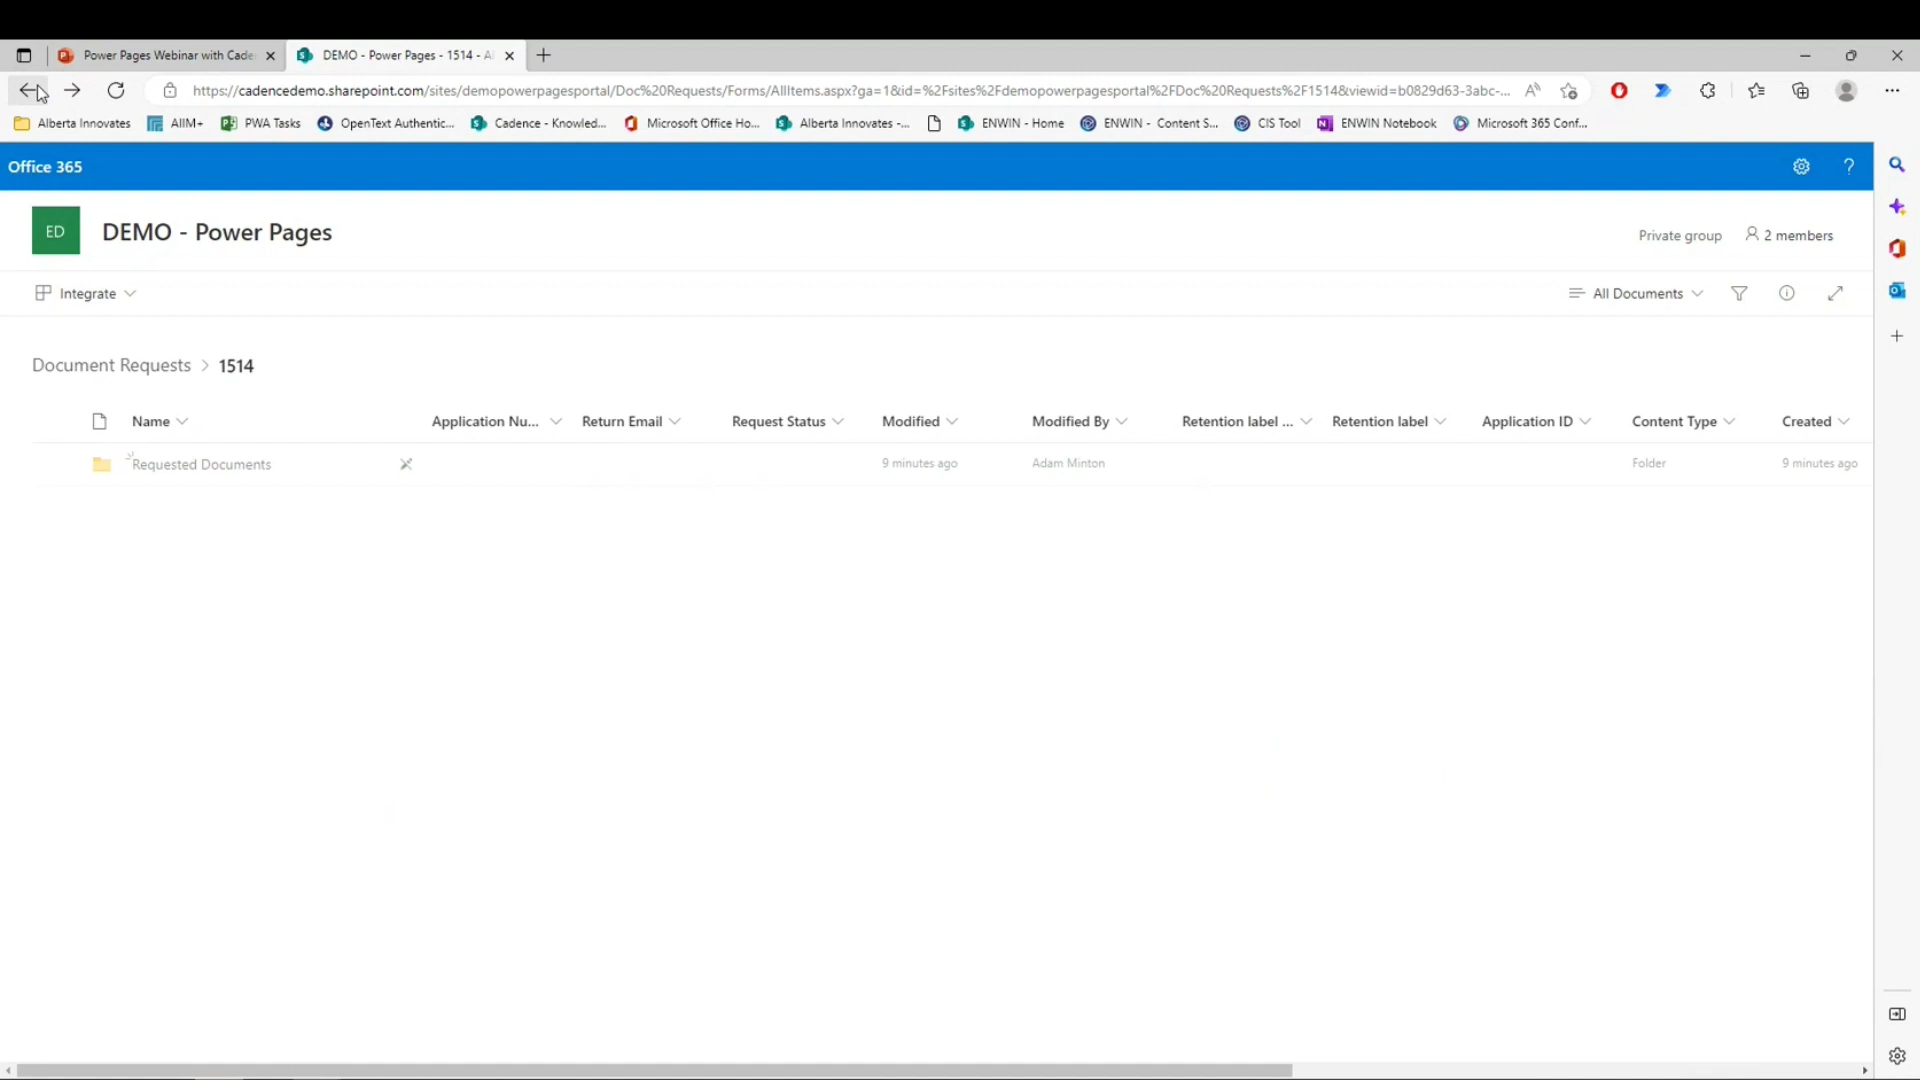 Power Pages Webinar with Cade
DEMO - Power Pages - 1514 - Al
https://cadencedemo.sharepoint.com/sites/demopowerpagesportal/Doc%20Requests/Forms/AllItems.aspx?ga=1&id=%2Fsites%2Fdemopowerpagesportal%2FDoc%20Requests%2F1514&viewid=b0829d63-3abc-...
Alberta Innovates
AIIM+
PWA Tasks
OpenText Authentic...
Cadence - Knowled...
Microsoft Office Ho...
Alberta Innovates -...
ENWIN - Home
ENWIN - Content S...
CIS Tool
ENWIN Notebook
Microsoft 365 Conf...
Office 365
?
ED
DEMO - Power Pages
Private group
2 members
Integrate
All Documents
Document Requests > 1514
Name
Application Nu...
Return Email
Request Status
Modified
Modified By
Retention label ...
Retention label
Application ID
Content Type
Created
Requested Documents
9 minutes ago
Adam Minton
Folder
9 minutes ago